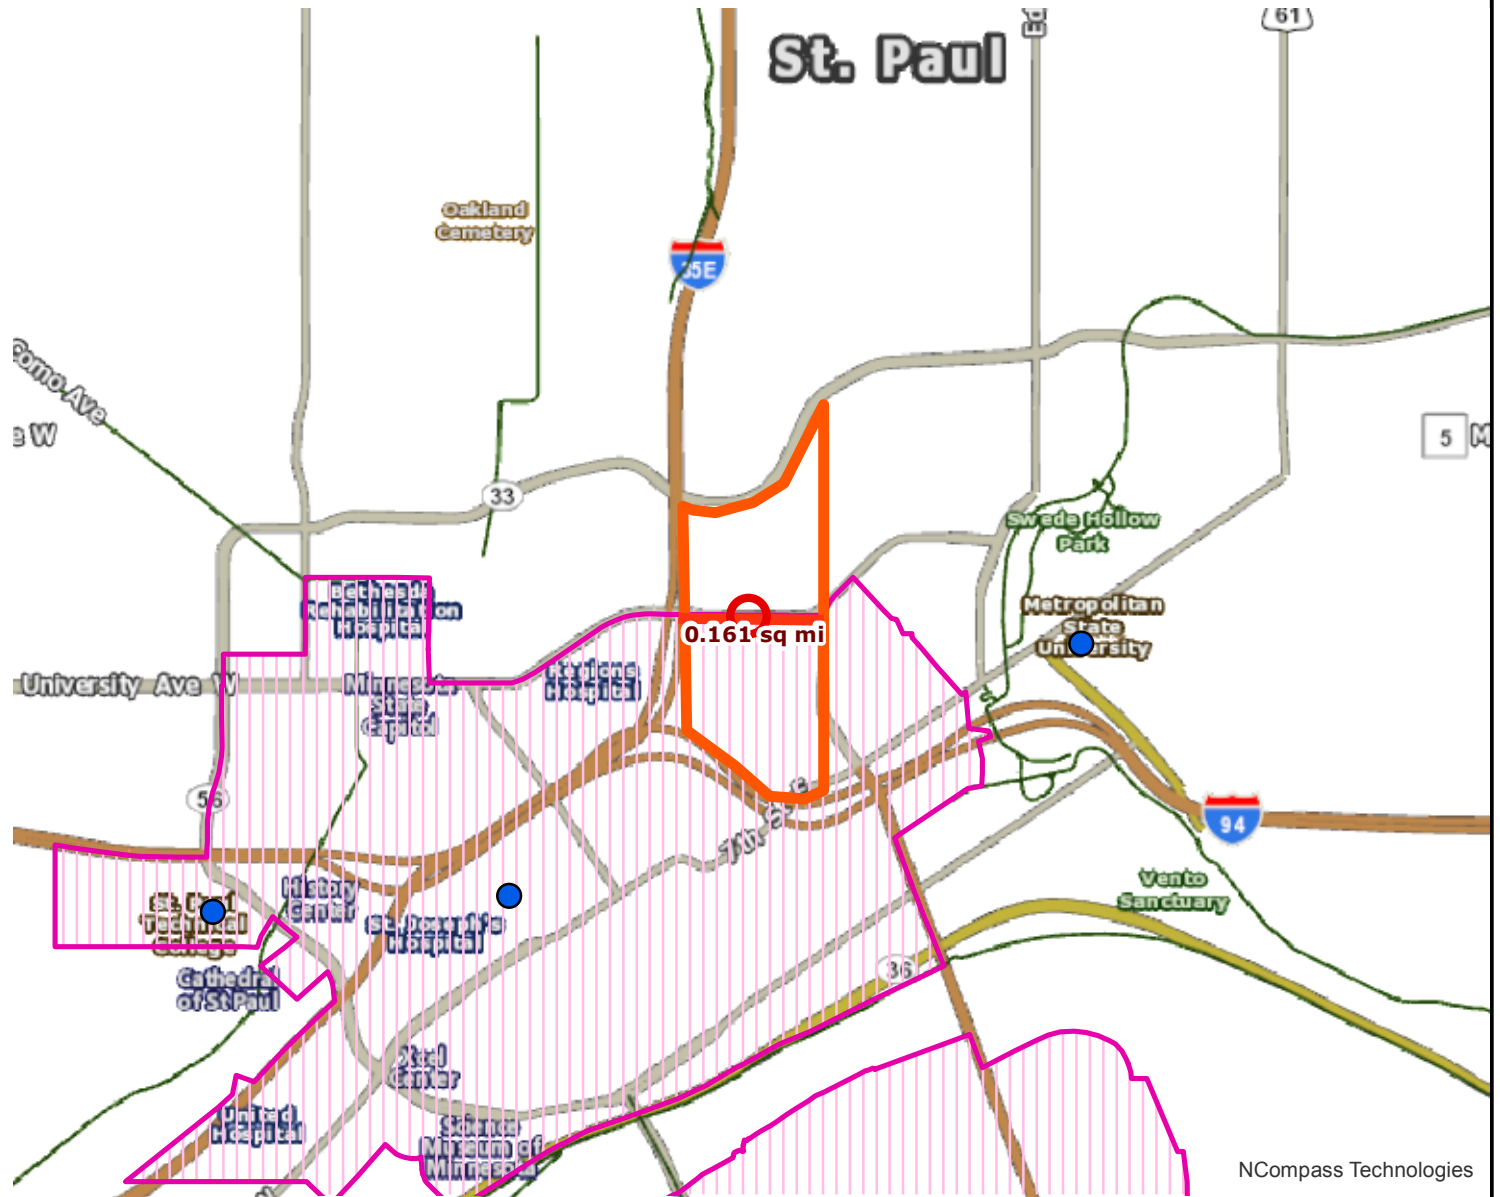 61
St. Paul
Oakland
Cemetery
35E
Como Ave
e W
5 M
33
Swede Hollow
Park
Bethesda
Rehabilitation
Hospital
Metropolitan
State
University
0.161 sq mi
University Ave W
Regions
Hospital
Minnesota
State
Capitol
56
7th St E
94
History
Center
St. Paul
Technical
College
St. Joseph's
Hospital
Vento
Sanctuary
36
Cathedral
of St Paul
Xcel
Center
United
Hospital
Science
Museum of
Minnesota
NCompass Technologies